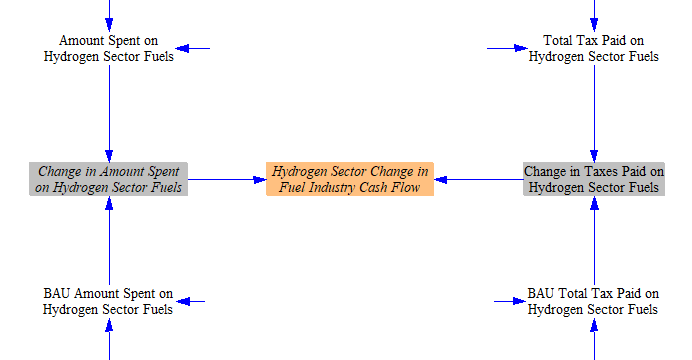 Amount Spent on
Hydrogen Sector Fuels
Total Tax Paid on
Hydrogen Sector Fuels
Change in Amount Spent
on Hydrogen Sector Fuels
Hydrogen Sector Change in
Fuel Industry Cash Flow
Change in Taxes Paid on
Hydrogen Sector Fuels
BAU Amount Spent on
Hydrogen Sector Fuels
BAU Total Tax Paid on
Hydrogen Sector Fuels